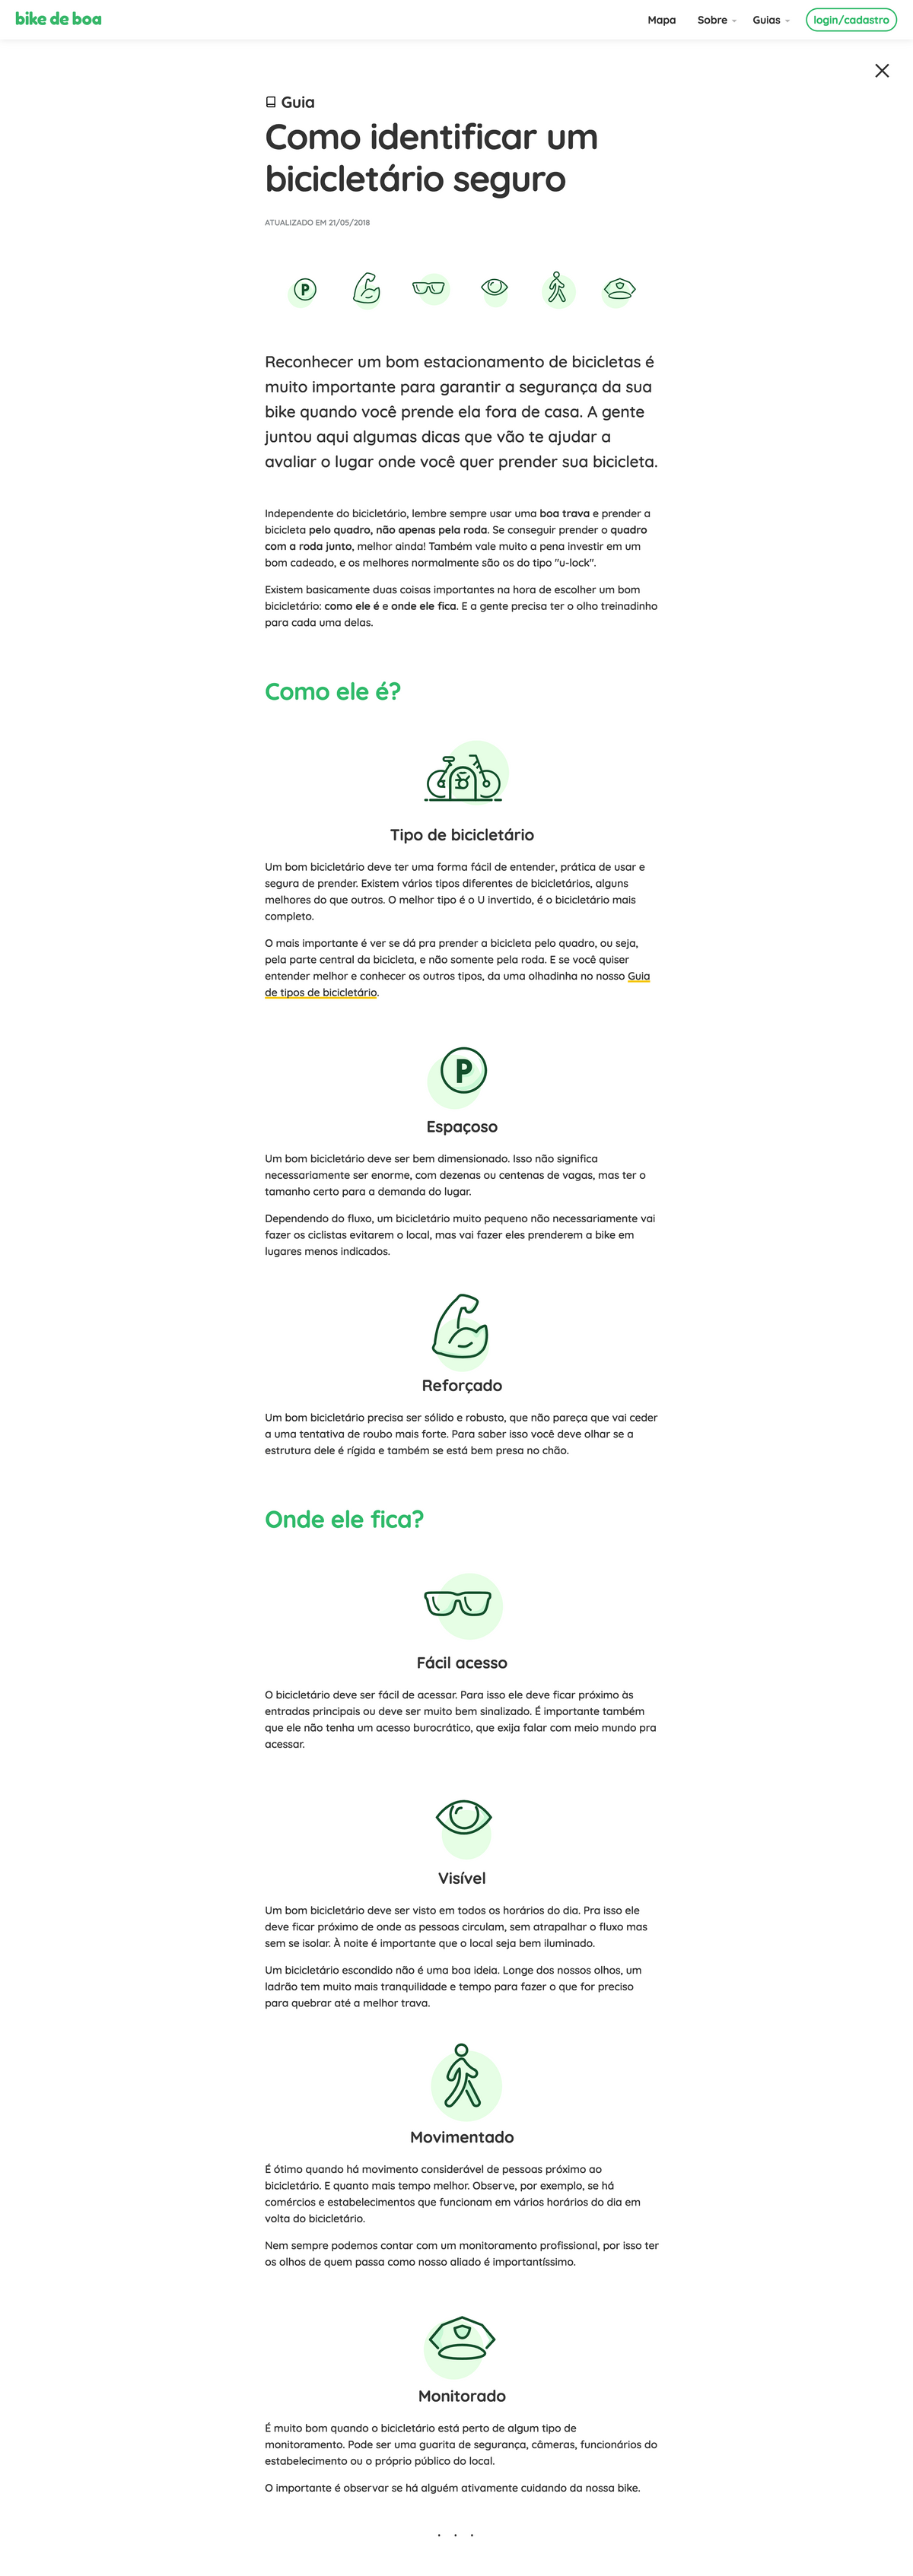 bike de boa
Mapa
Sobre
Guias
login/cadastro
Guia
Como identificar um
bicicletário seguro
ATUALIZADO EM 21/05/2018
P
Reconhecer um bom estacionamento de bicicletas é
muito importante para garantir a segurança da sua
bike quando você prende ela fora de casa. A gente
juntou aqui algumas dicas que vão te ajudar a
avaliar o lugar onde você quer prender sua bicicleta.
Independente do bicicletário, lembre sempre usar uma boa trava e prender a
bicicleta pelo quadro, não apenas pela roda. Se conseguir prender o quadro
com a roda junto, melhor ainda! Também vale muito a pena investir em um
bom cadeado, e os melhores normalmente são os do tipo "u-lock".
Existem basicamente duas coisas importantes na hora de escolher um bom
bicicletário: como ele é e onde ele fica. E a gente precisa ter o olho treinadinho
para cada uma delas.
Como ele é?
Tipo de bicicletário
Um bom bicicletário deve ter uma forma fácil de entender, prática de usar e
segura de prender. Existem vários tipos diferentes de bicicletários, alguns
melhores do que outros. O melhor tipo é o U invertido, é o bicicletário mais
completo.
O mais importante é ver se dá pra prender a bicicleta pelo quadro, ou seja,
pela parte central da bicicleta, e não somente pela roda. E se você quiser
entender melhor e conhecer os outros tipos, da uma olhadinha no nosso Guia
de tipos de bicicletário.
P
Espaçoso
Um bom bicicletário deve ser bem dimensionado. Isso não significa
necessariamente ser enorme, com dezenas ou centenas de vagas, mas ter o
tamanho certo para a demanda do lugar.
Dependendo do fluxo, um bicicletário muito pequeno não necessariamente vai
fazer os ciclistas evitarem o local, mas vai fazer eles prenderem a bike em
lugares menos indicados.
Reforçado
Um bom bicicletário precisa ser sólido e robusto, que não pareça que vai ceder
a uma tentativa de roubo mais forte. Para saber isso você deve olhar se a
estrutura dele é rígida e também se está bem presa no chão.
Onde ele fica?
Fácil acesso
O bicicletário deve ser fácil de acessar. Para isso ele deve ficar próximo às
entradas principais ou deve ser muito bem sinalizado. É importante também
que ele não tenha um acesso burocrático, que exija falar com meio mundo pra
acessar.
Visível
Um bom bicicletário deve ser visto em todos os horários do dia. Pra isso ele
deve ficar próximo de onde as pessoas circulam, sem atrapalhar o fluxo mas
sem se isolar. À noite é importante que o local seja bem iluminado.
Um bicicletário escondido não é uma boa ideia. Longe dos nossos olhos, um
ladrão tem muito mais tranquilidade e tempo para fazer o que for preciso
para quebrar até a melhor trava.
Movimentado
É ótimo quando há movimento considerável de pessoas próximo ao
bicicletário. E quanto mais tempo melhor. Observe, por exemplo, se há
comércios e estabelecimentos que funcionam em vários horários do dia em
volta do bicicletário.
Nem sempre podemos contar com um monitoramento profissional, por isso ter
os olhos de quem passa como nosso aliado é importantíssimo.
Monitorado
É muito bom quando o bicicletário está perto de algum tipo de
monitoramento. Pode ser uma guarita de segurança, câmeras, funcionários do
estabelecimento ou o próprio público do local.
O importante é observar se há alguém ativamente cuidando da nossa bike.
. . .